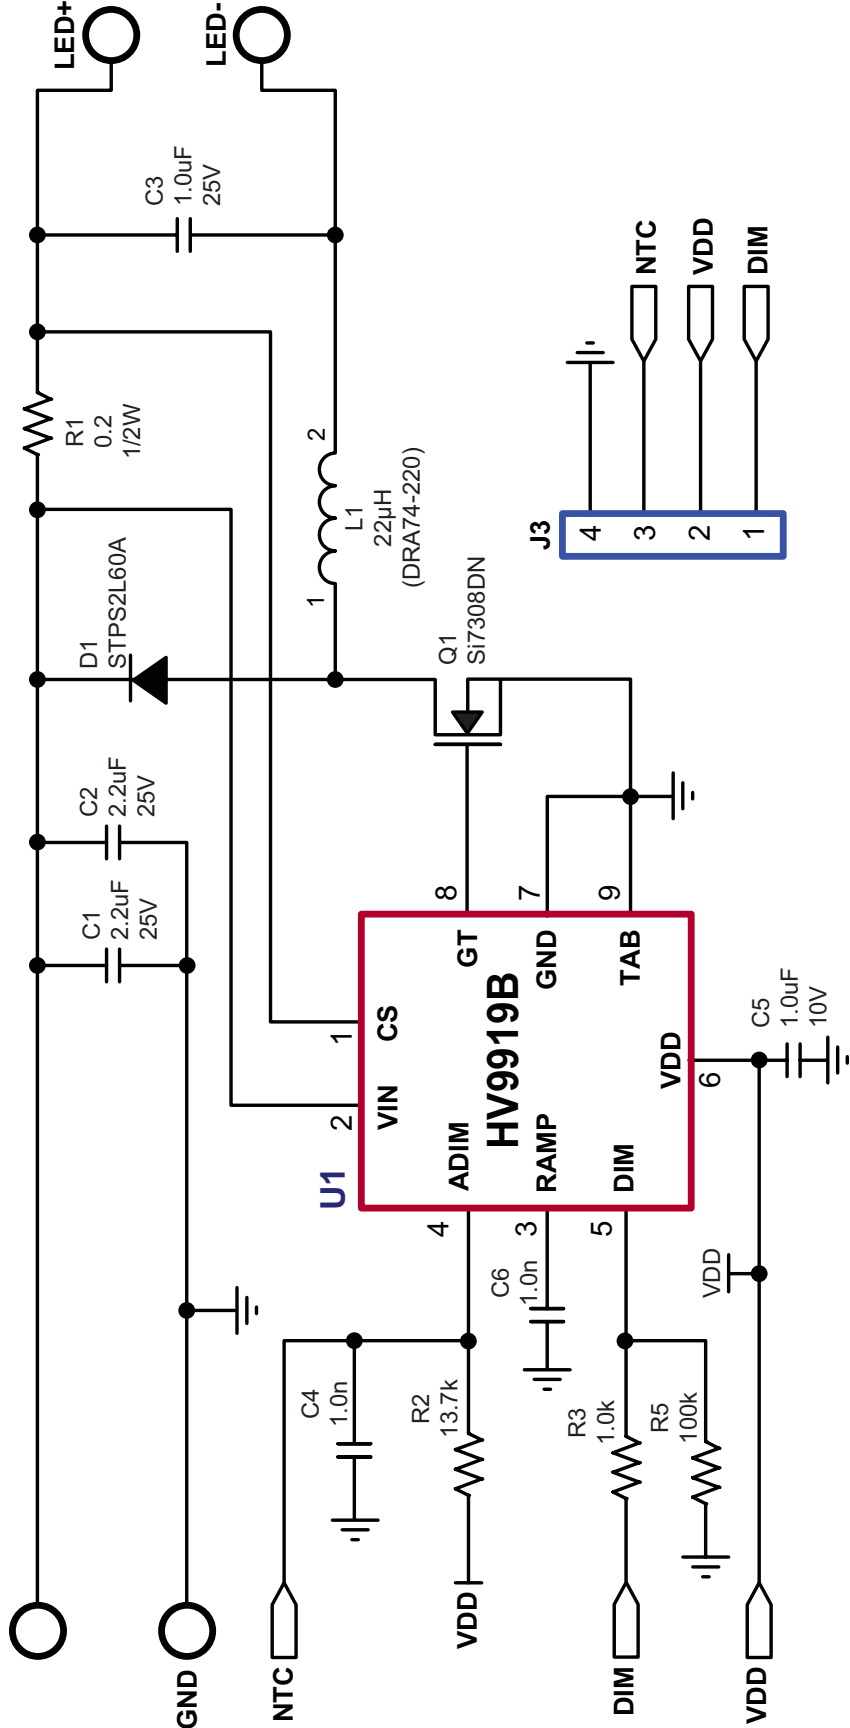 LED+
LED-
C3
1.0uF
25V
R1
0.2
1/2W
1
2
L1
22µH
(DRA74-220)
D1
STPS2L60A
C2
2.2uF
25V
C1
2.2uF
25V
GND
J3
4
3
2
1
NTC
VDD
DIM
Q1
Si7308DN
U1
HV9919B
2
VIN
1
CS
4
ADIM
3
RAMP
5
DIM
8
GT
7
GND
9
TAB
6
VDD
C5
1.0uF
10V
C4
1.0n
C6
1.0n
R2
13.7k
R3
1.0k
R5
100k
VDD
NTC
VDD
DIM
VDD